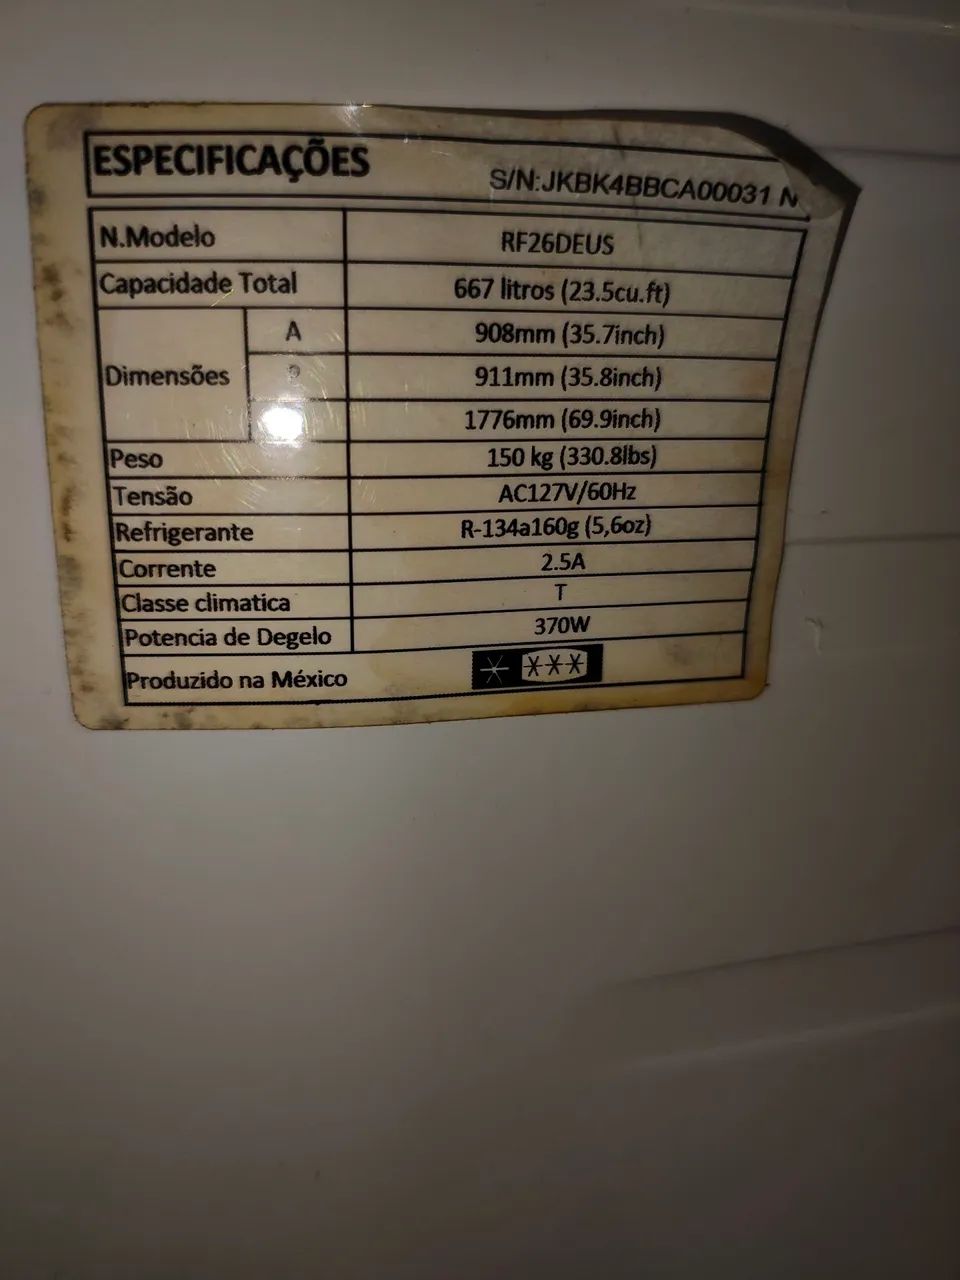 ESPECIFICAÇÕES S/N:JKBK4BBCA00031 N
N.Modelo RF26DEUS
Capacidade Total 667 litros (23.5cu.ft)
Dimensões
A 908mm (35.7inch)
911mm (35.8inch)
1776mm (69.9inch)
Peso 150 kg (330.8lbs)
Tensão AC127V/60Hz
Refrigerante R-134a160g (5,6oz)
Corrente 2.5A
Classe climatica T
Potencia de Degelo 370W
Produzido na México